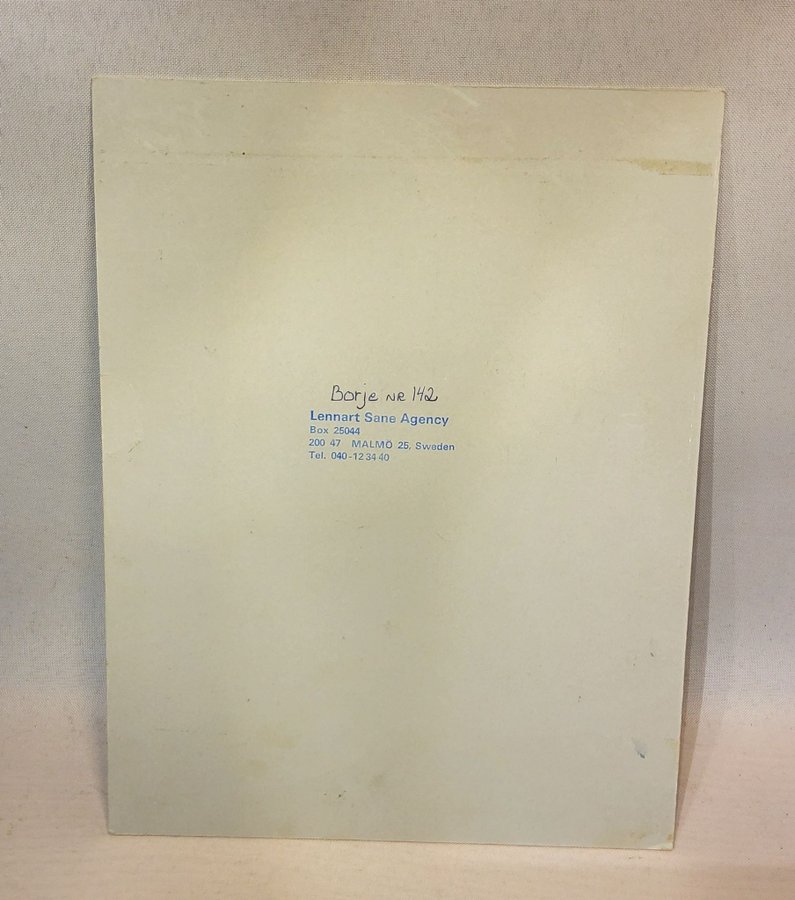 Borje NR 142
Lennart Sane Agency
Box 25044
200 47 MALMÖ 25, Sweden
Tel. 040-12 34 40